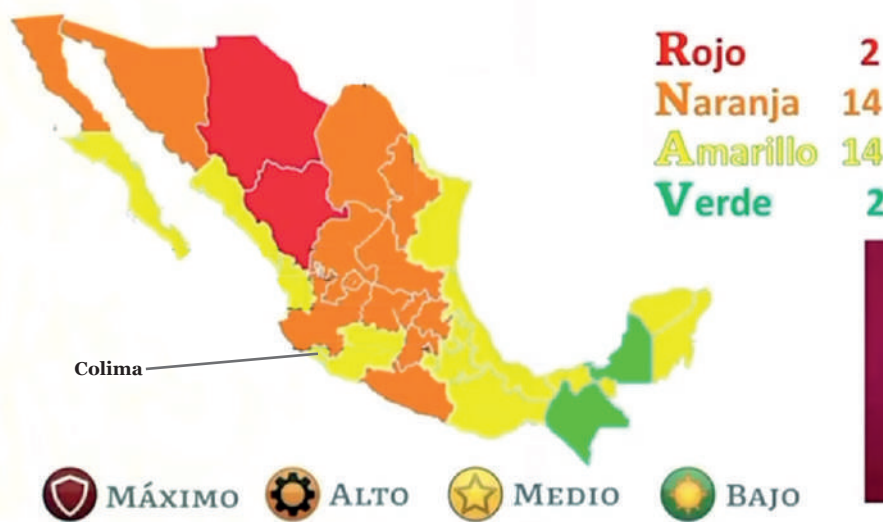 Rojo 2
Naranja 14
Amarillo 14
Verde 2
Colima
MÁXIMO ALTO MEDIO BAJO